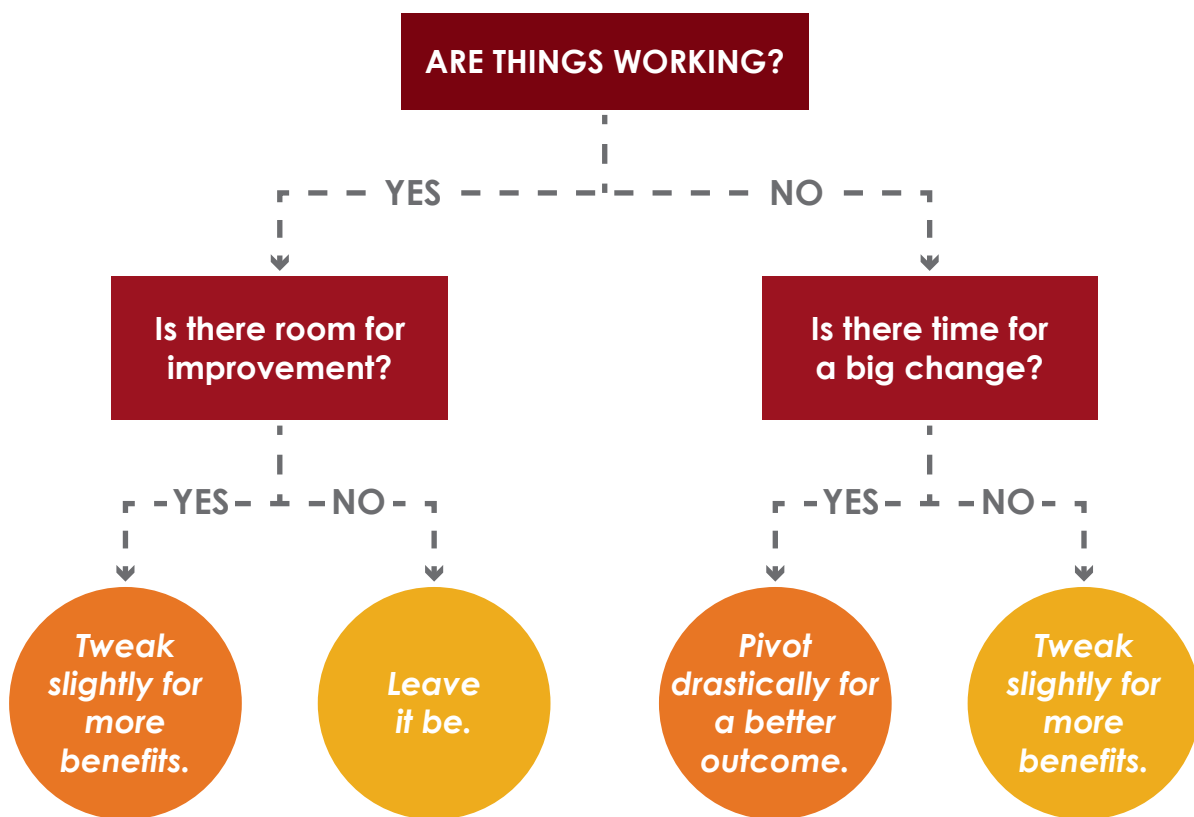 ARE THINGS WORKING?
YES
NO
Is there room for
improvement?
Is there time for
a big change?
YES
NO
YES
NO
Tweak
slightly for
more
benefits.
Leave
it be.
Pivot
drastically for
a better
outcome.
Tweak
slightly for
more
benefits.